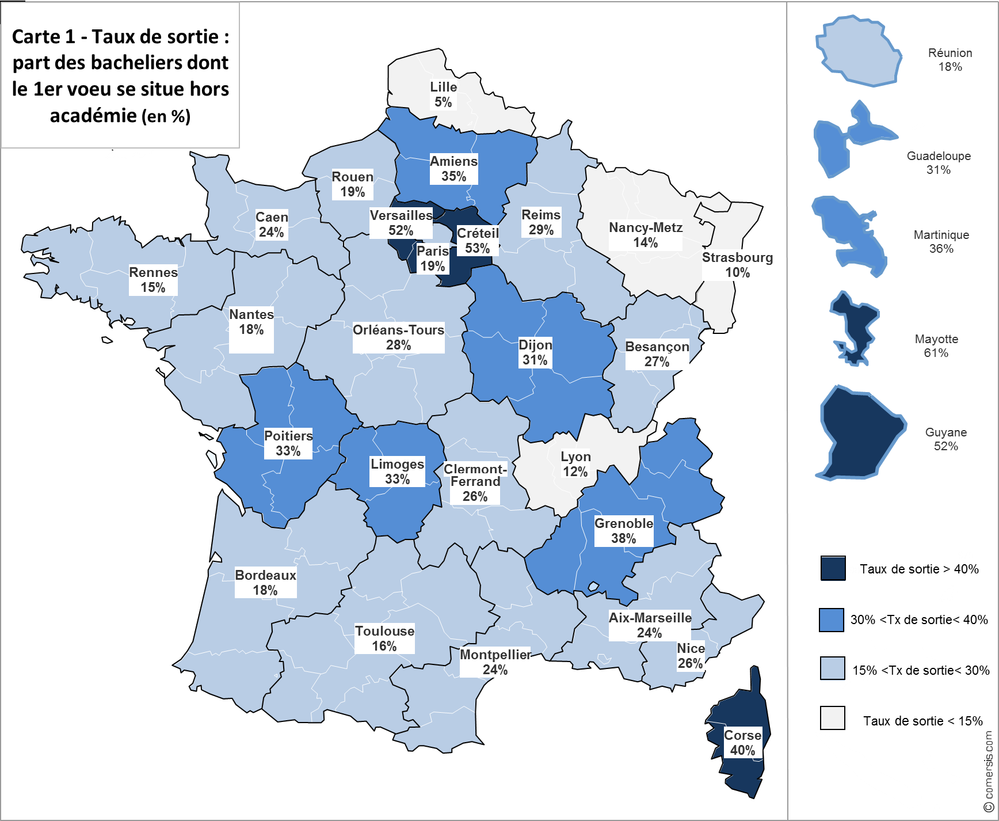 Carte 1 - Taux de sortie :
part des bacheliers dont
le 1er voeu se situe hors
académie (en %)
Lille
5%
Amiens
35%
Rouen
19%
Caen
24%
Versailles
52%
Créteil
53%
Paris
19%
Reims
29%
Nancy-Metz
14%
Strasbourg
10%
Rennes
15%
Nantes
18%
Orléans-Tours
28%
Dijon
31%
Besançon
27%
Poitiers
33%
Limoges
33%
Clermont-
Ferrand
26%
Lyon
12%
Grenoble
38%
Bordeaux
18%
Toulouse
16%
Montpellier
24%
Aix-Marseille
24%
Nice
26%
Corse
40%
Réunion
18%
Guadeloupe
31%
Martinique
36%
Mayotte
61%
Guyane
52%
Taux de sortie > 40%
30% <Tx de sortie< 40%
15% <Tx de sortie< 30%
Taux de sortie < 15%
© comersis.com